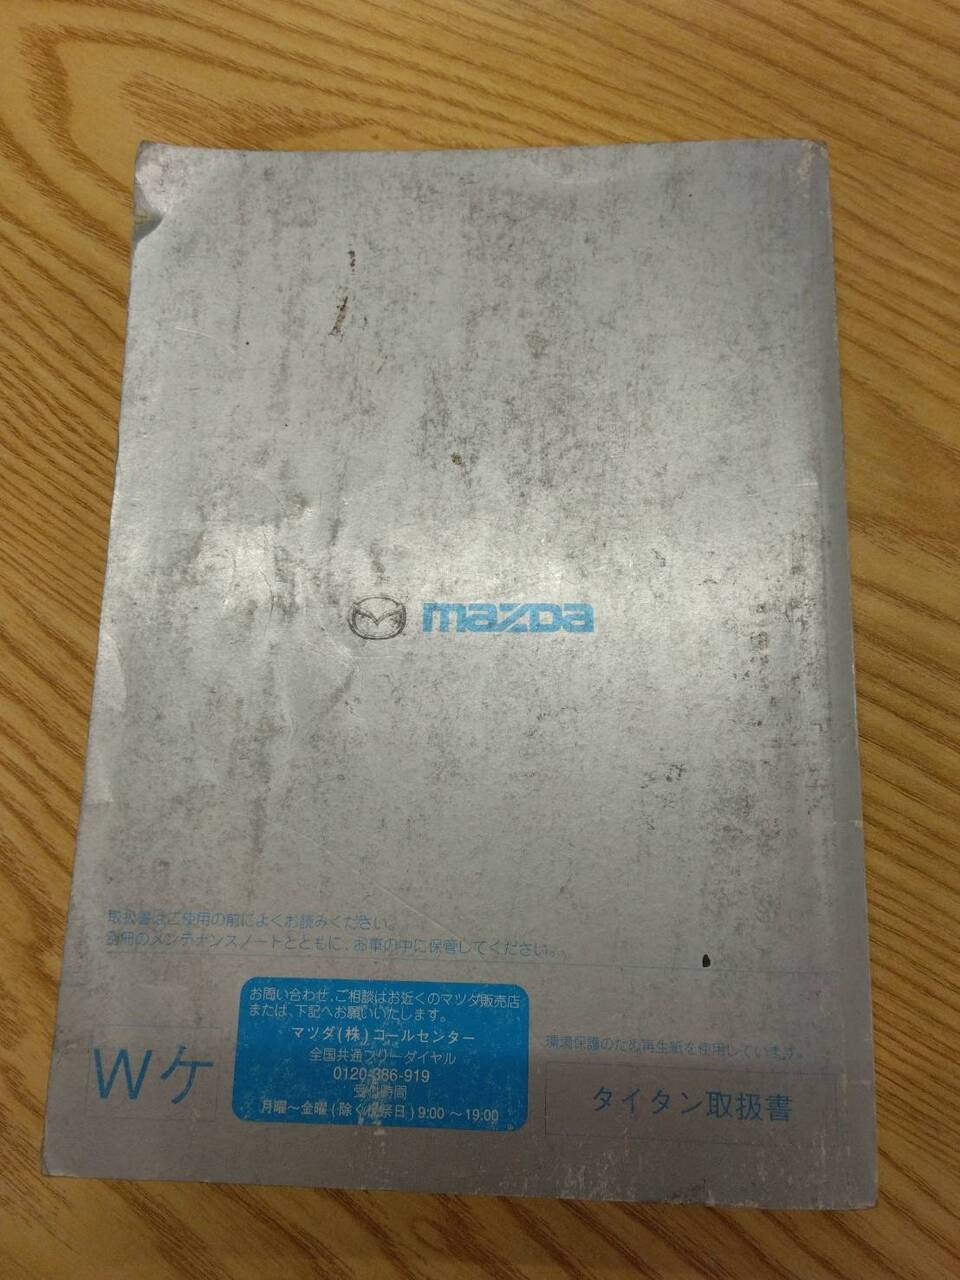 mazda
取扱書はご使用の前によくお読みください。
別冊のメンテナンスノートとともに、お車の中に保管してください。
お問い合わせ、ご相談はお近くのマツダ販売店
または、下記へお願いいたします。
マツダ(株)コールセンター
全国共通フリーダイヤル
0120-386-919
受付時間
月曜〜金曜(除く祝祭日)9:00 〜19:00
Wケ
環境保護のため再生紙を使用しています。
タイタン取扱書